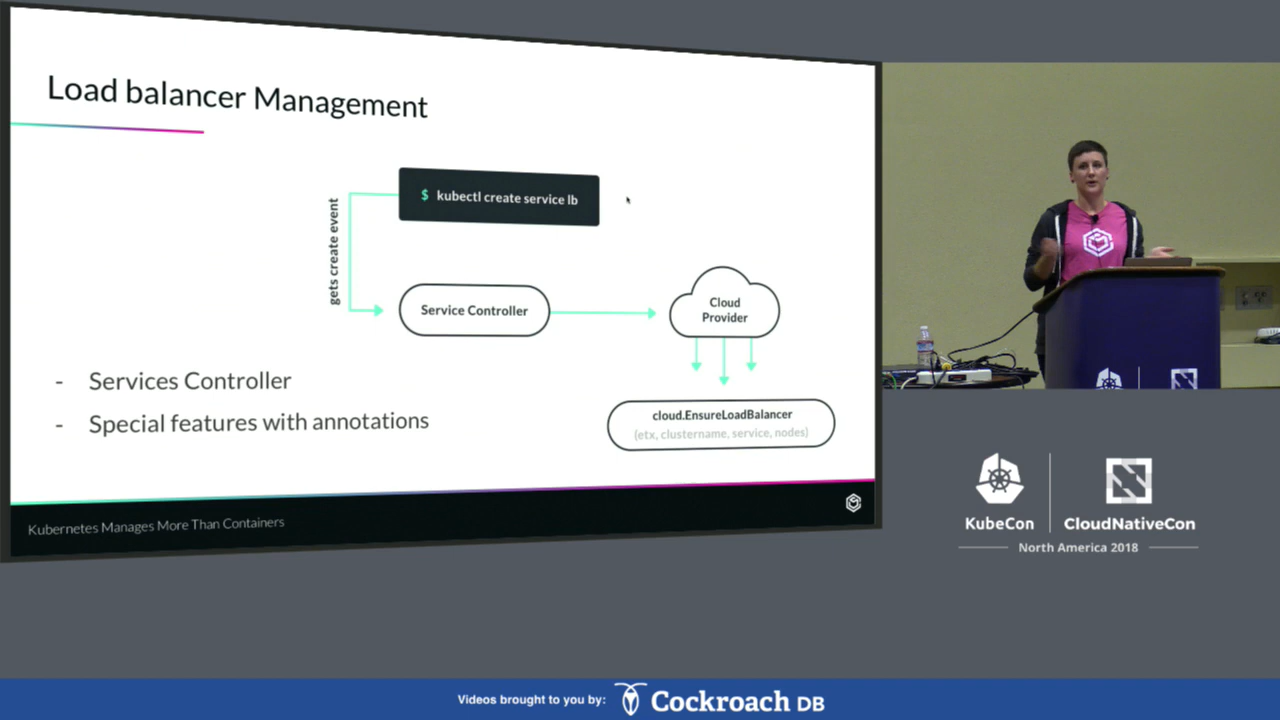 Load balancer Management
$ kubectl create service lb
gets create event
Service Controller
Cloud
Provider
- Services Controller
- Special features with annotations
cloud.EnsureLoadBalancer
(etx, clustername, service, nodes)
Kubernetes Manages More Than Containers
KubeCon
CloudNativeCon
North America 2018
Videos brought to you by:
Cockroach DB